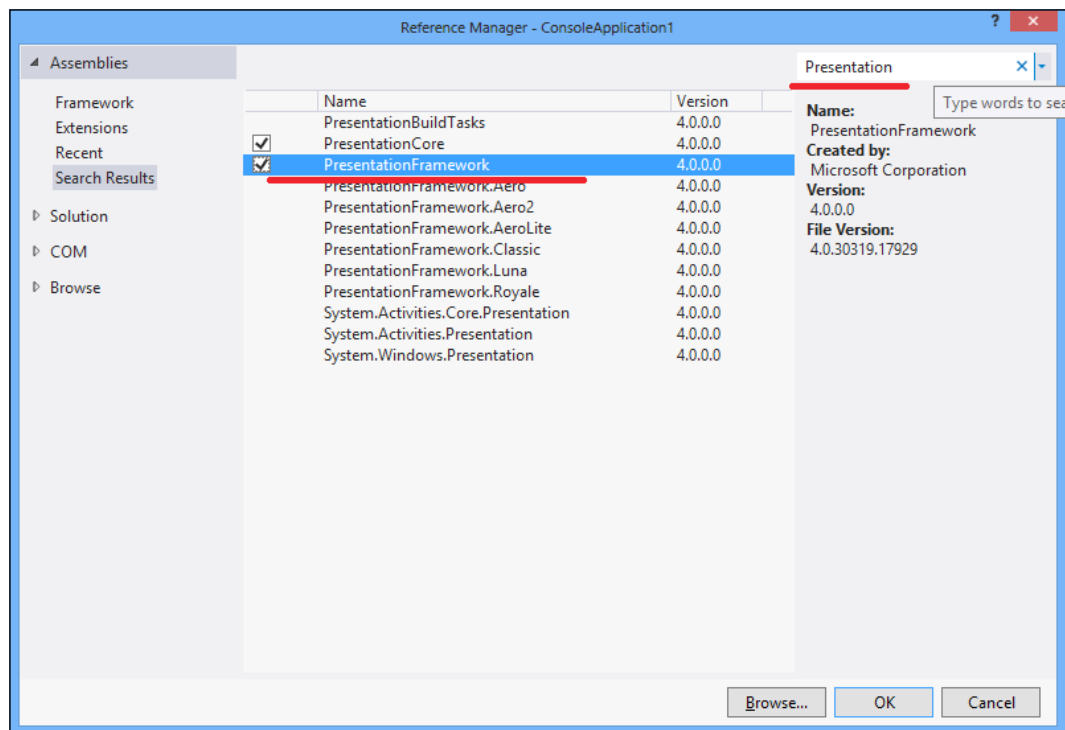 Reference Manager - ConsoleApplication1
?
Assemblies
Framework
Extensions
Recent
Search Results
Solution
COM
Browse
Name Version
PresentationBuildTasks 4.0.0.0
PresentationCore 4.0.0.0
PresentationFramework 4.0.0.0
PresentationFramework.Aero 4.0.0.0
PresentationFramework.Aero2 4.0.0.0
PresentationFramework.AeroLite 4.0.0.0
PresentationFramework.Classic 4.0.0.0
PresentationFramework.Luna 4.0.0.0
PresentationFramework.Royale 4.0.0.0
System.Activities.Core.Presentation 4.0.0.0
System.Activities.Presentation 4.0.0.0
System.Windows.Presentation 4.0.0.0
Presentation
Type words to sea
Name:
PresentationFramework
Created by:
Microsoft Corporation
Version:
4.0.0.0
File Version:
4.0.30319.17929
Browse... OK Cancel